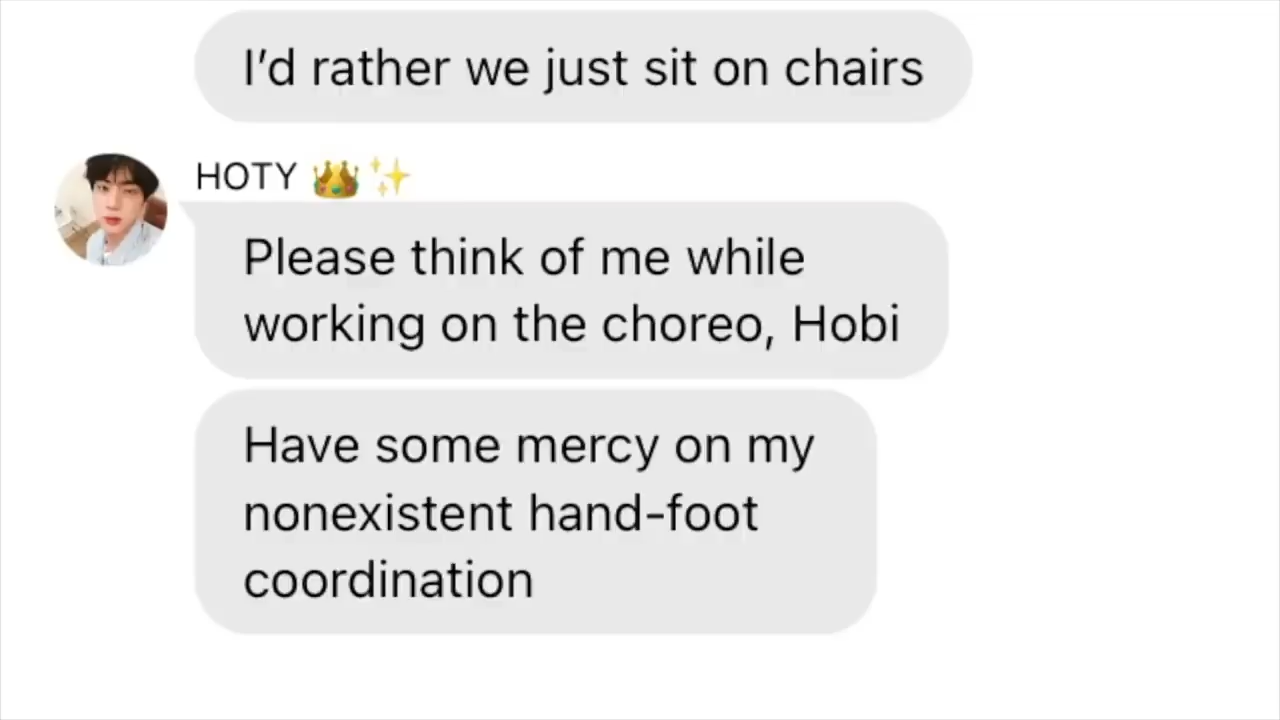 I’d rather we just sit on chairs
HOTY 👑✨
Please think of me while
working on the choreo, Hobi
Have some mercy on my
nonexistent hand-foot
coordination